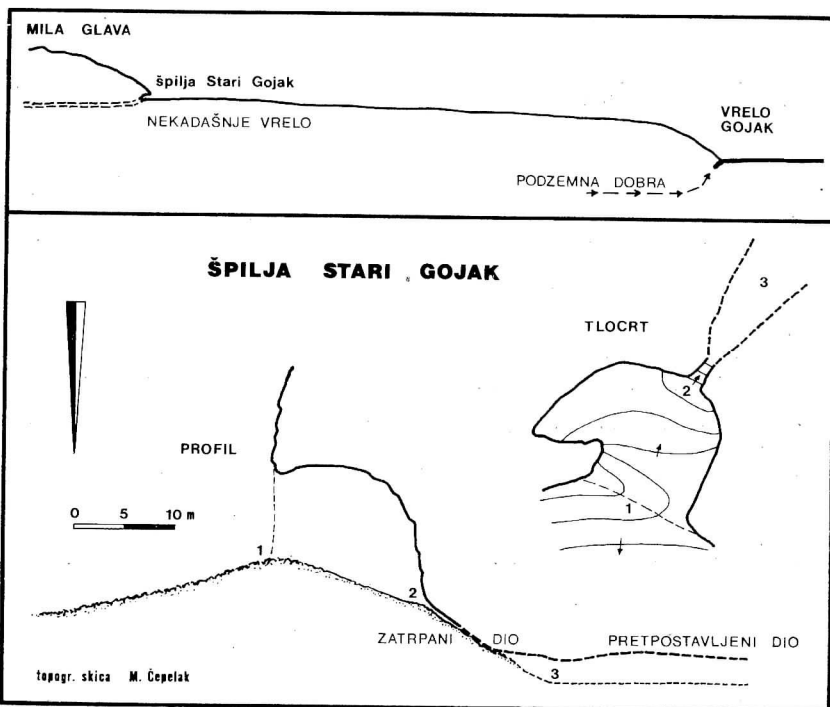 MILA GLAVA
špilja Stari Gojak
NEKADAŠNJE VRELO
VRELO
GOJAK
PODZEMNA DOBRA
ŠPILJA STARI GOJAK
3
TLOCRT
2
PROFIL
0 5 10 m
1
1
2
ZATRPANI DIO
PRETPOSTAVLJENI DIO
3
topogr. skica M. Čepelak